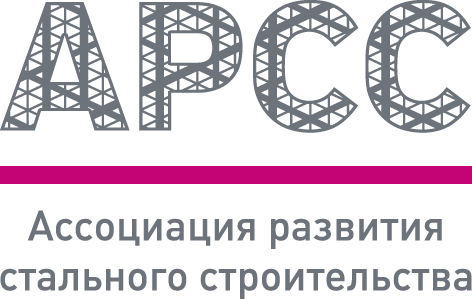 АРСС
Ассоциация развития
стального строительства